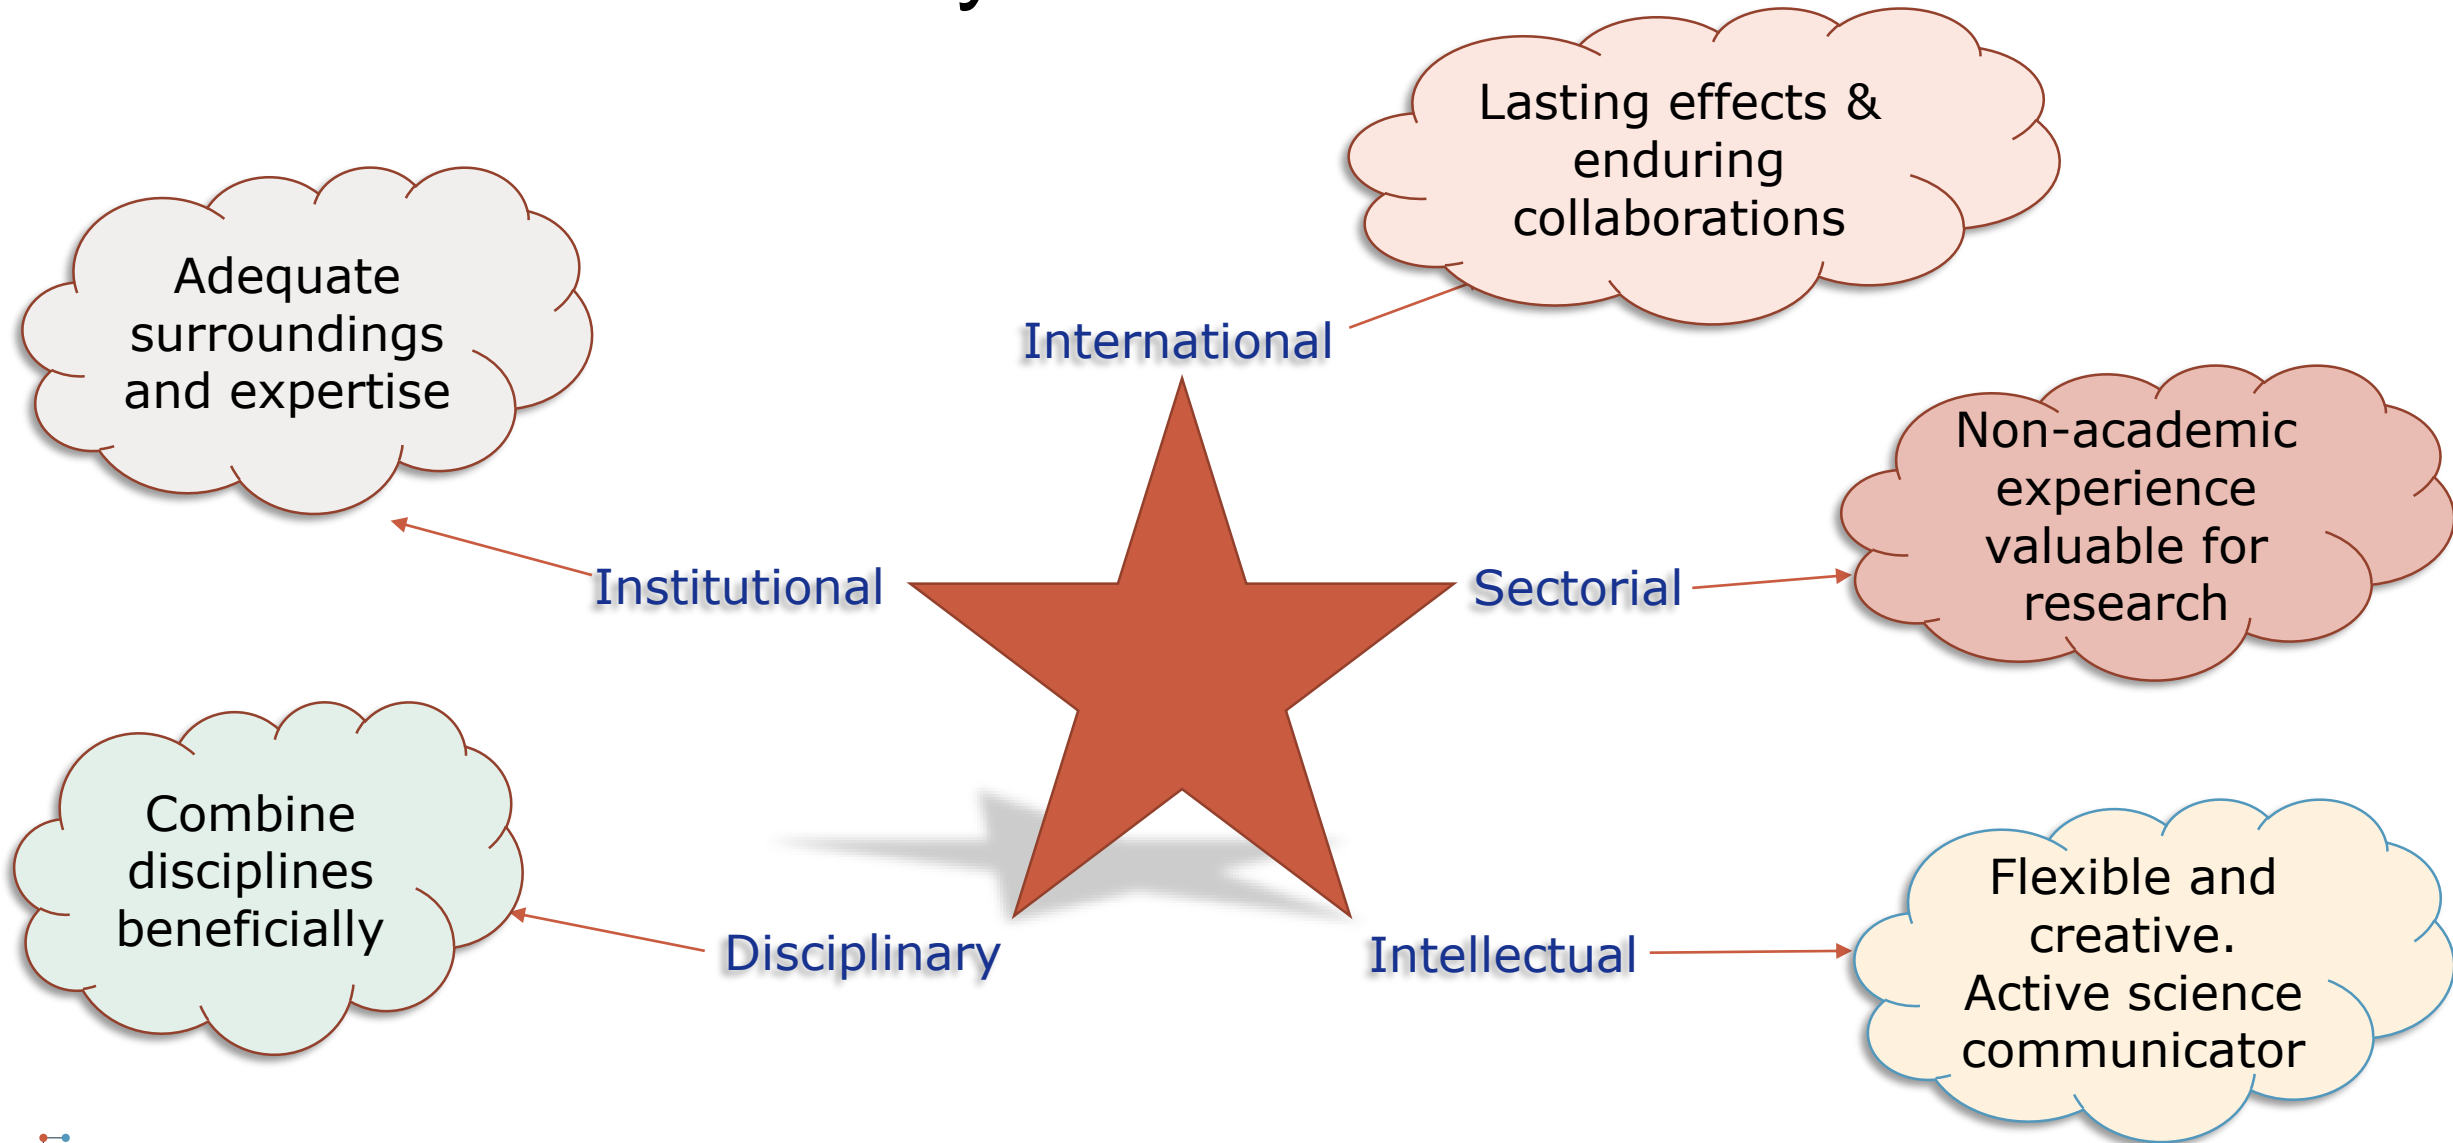 Lasting effects &
enduring
collaborations
Adequate
surroundings
and expertise
International
Non-academic
experience
valuable for
research
Institutional
Sectorial
Combine
disciplines
beneficially
Flexible and
creative.
Active science
communicator
Disciplinary
Intellectual